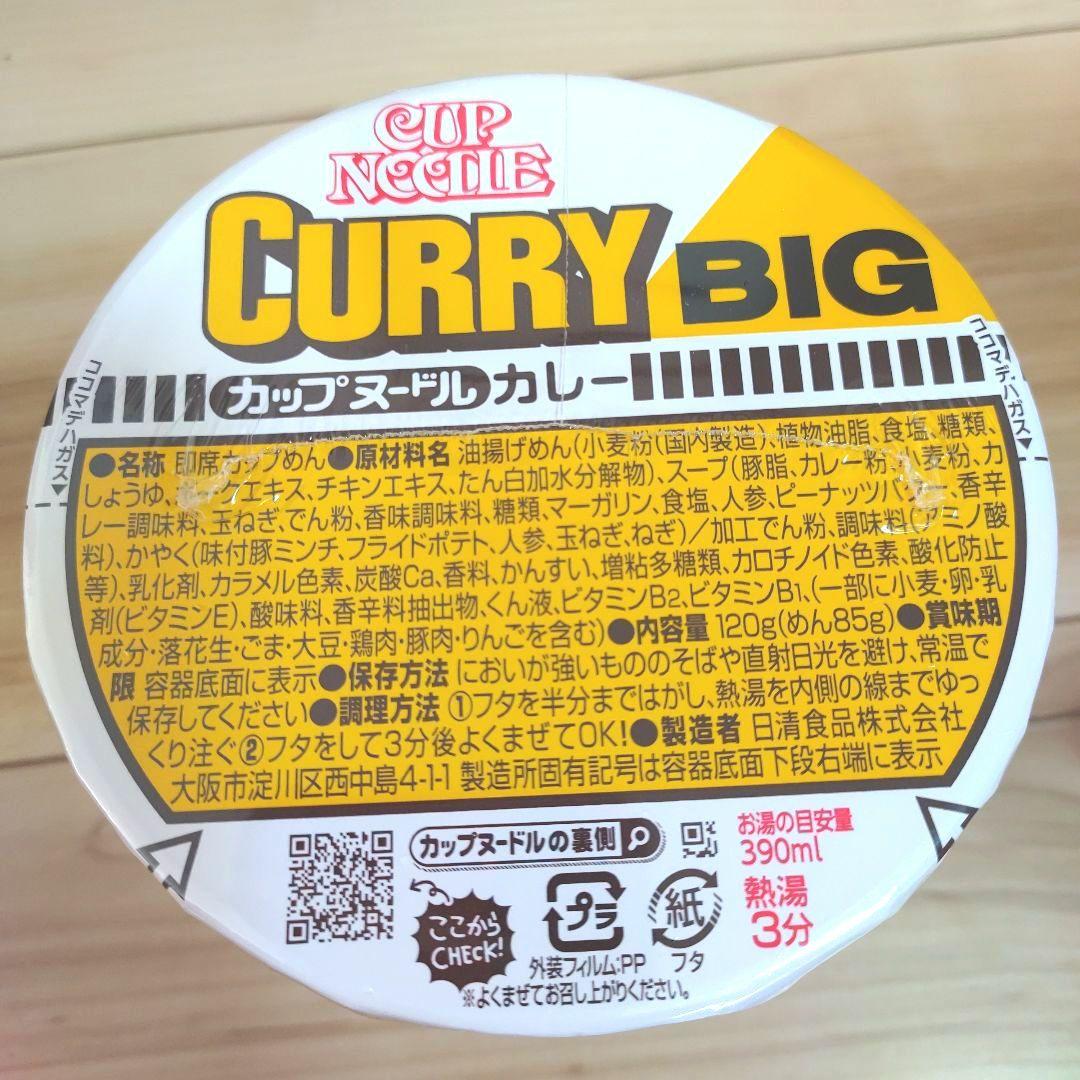 CUP
NOODLE
CURRY BIG
カップヌードルカレー
ココマデハガス▼
ココマデハガス▼
●名称 即席カップめん●原材料名 油揚げめん(小麦粉(国内製造)、植物油脂、食塩、糖類、
しょうゆ、ポークエキス、チキンエキス、たん白加水分解物)、スープ(豚脂、カレー粉、小麦粉、カ
レー調味料、玉ねぎ、でん粉、香味調味料、糖類、マーガリン、食塩、人参、ピーナッツバター、香辛
料)、かやく(味付豚ミンチ、フライドポテト、人参、玉ねぎ、ねぎ)/加工でん粉、調味料(アミノ酸
等)、乳化剤、カラメル色素、炭酸Ca、香料、かんすい、増粘多糖類、カロチノイド色素、酸化防止
剤(ビタミンE)、酸味料、香辛料抽出物、くん液、ビタミンB2、ビタミンB1、(一部に小麦・卵・乳
成分・落花生・ごま・大豆・鶏肉・豚肉・りんごを含む)●内容量 120g(めん85g)●賞味期
限 容器底面に表示●保存方法 においが強いもののそばや直射日光を避け、常温で
保存してください●調理方法 ①フタを半分まではがし、熱湯を内側の線までゆっ
くり注ぐ②フタをして3分後よくまぜてOK!●製造者 日清食品株式会社
大阪市淀川区西中島4-1-1 製造所固有記号は容器底面下段右端に表示
カップヌードルの裏側
ここから
CHECK!
プラ
外装フィルム:PP
紙
フタ
お湯の目安量
390ml
熱湯
3分
※よくまぜてお召し上がりください。